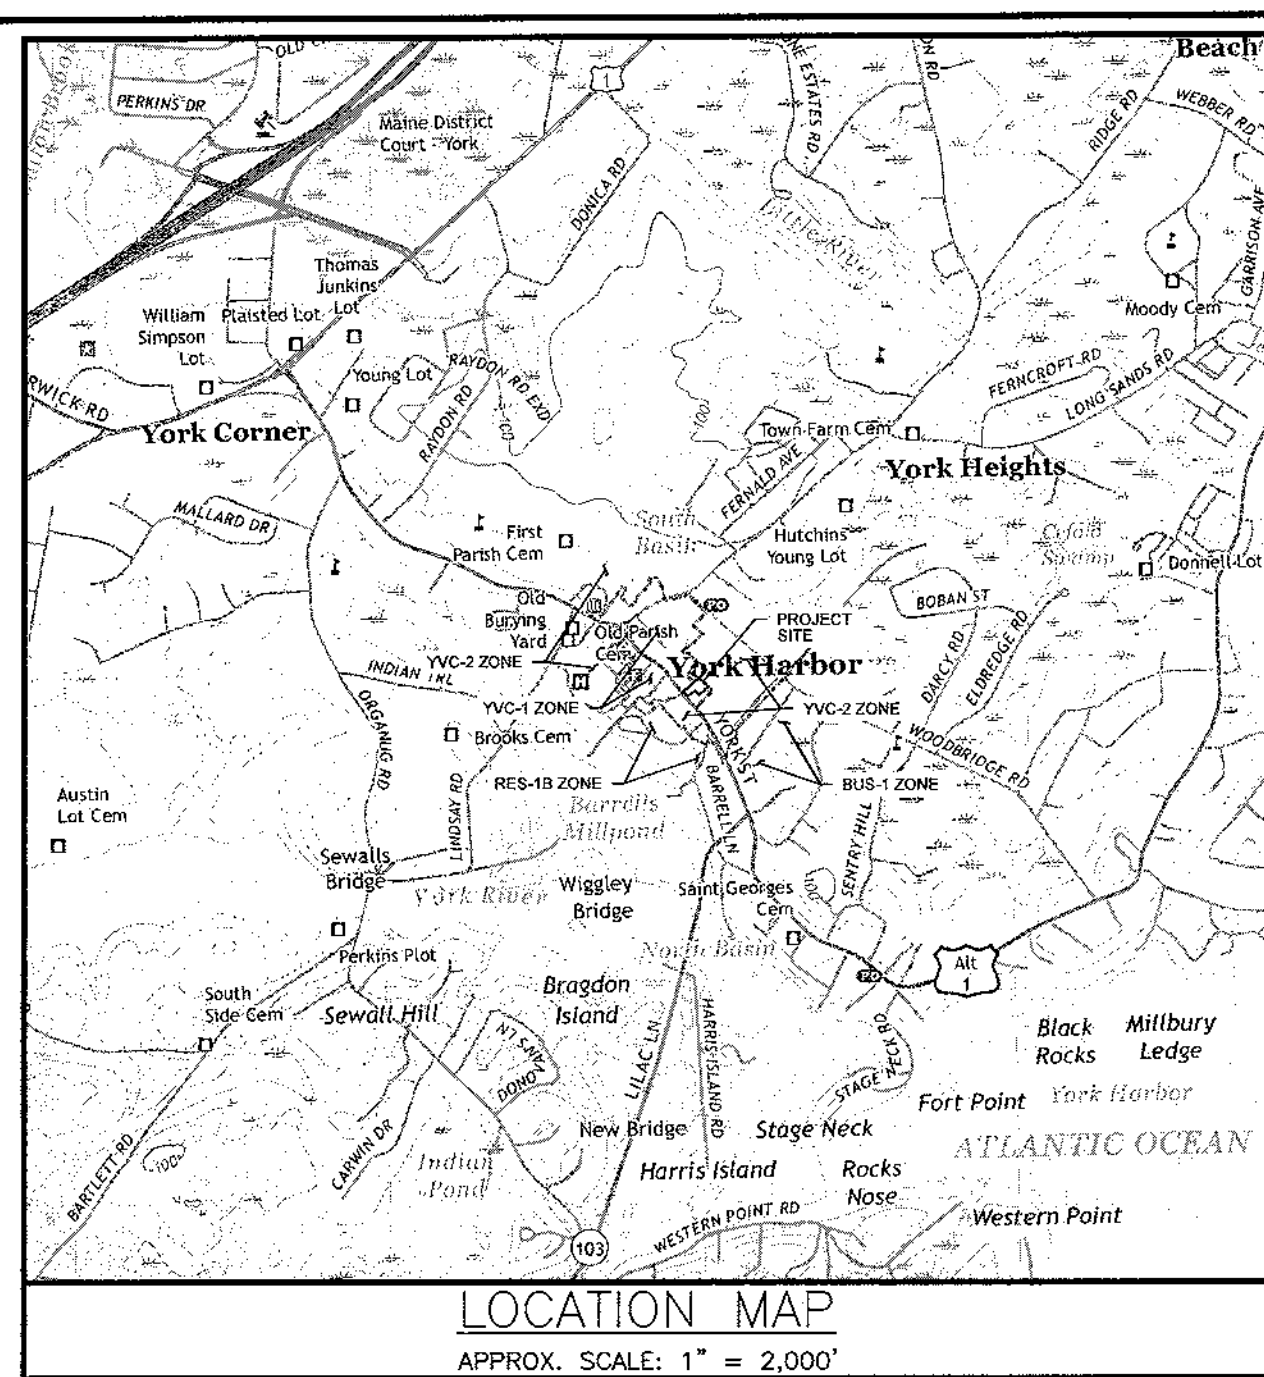 Beach
PERKINS DR
1
Maine District
Court - York
DONICA RD
RIDGE RD
WEBBER RD
GARRISON AVE
Little River
Moody Cem
Thomas
Junkins
Lot
William
Simpson
Lot
Plaisted Lot
Young Lot
RAYDON RD EXD
RAYDON RD
FERNCROFT RD
LONG SANDS RD
York Corner
100
Town Farm Cem
York Heights
FERNALD AVE
MALLARD DR
First
Parish Cem
South
Basin
Hutchins
Young Lot
Donnell Lot
BOBAN ST
Old
Burying
Yard
Old Parish
Cem
PO
PROJECT
SITE
YVC-2 ZONE
York Harbor
DARCY RD
ELDREDGE RD
INDIAN TRL
ORGANUG RD
YVC-1 ZONE
YVC-2 ZONE
Brooks Cem
YORK ST
WOODBRIDGE RD
RES-1B ZONE
BUS-1 ZONE
BARRELL LN
LINDSAY RD
Barrells
Millpond
SENTRY HILL
Austin
Lot Cem
Sewalls
Bridge
York River
Wiggley
Bridge
Saint Georges
Cem
100
North Basin
Perkins Plot
PO
Alt
1
South
Side Cem
Sewall Hill
Bragdon
Island
DONOVANS LN
LILAC LN
HARRIS ISLAND RD
STAGE NECK RD
Black
Rocks
Millbury
Ledge
Fort Point
York Harbor
New Bridge
Stage Neck
ATLANTIC OCEAN
CARWIN DR
BARTLETT RD
100
Indian
Pond
Harris Island
Rocks
Nose
WESTERN POINT RD
Western Point
103
LOCATION MAP
APPROX. SCALE: 1" = 2,000'